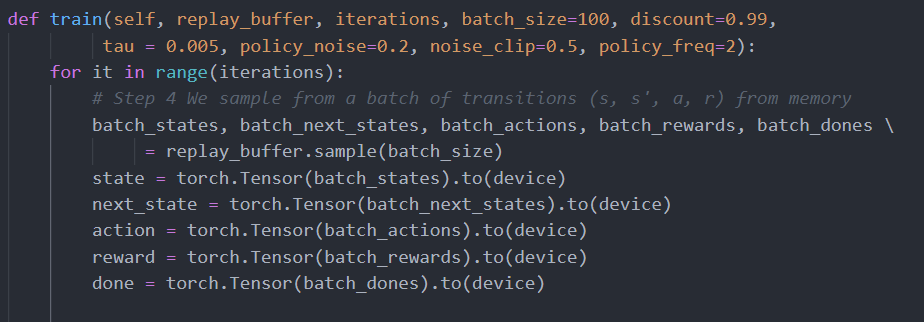 def train(self, replay_buffer, iterations, batch_size=100, discount=0.99,
tau = 0.005, policy_noise=0.2, noise_clip=0.5, policy_freq=2):
for it in range(iterations):
# Step 4 We sample from a batch of transitions (s, s', a, r) from memory
batch_states, batch_next_states, batch_actions, batch_rewards, batch_dones \
= replay_buffer.sample(batch_size)
state = torch.Tensor(batch_states).to(device)
next_state = torch.Tensor(batch_next_states).to(device)
action = torch.Tensor(batch_actions).to(device)
reward = torch.Tensor(batch_rewards).to(device)
done = torch.Tensor(batch_dones).to(device)